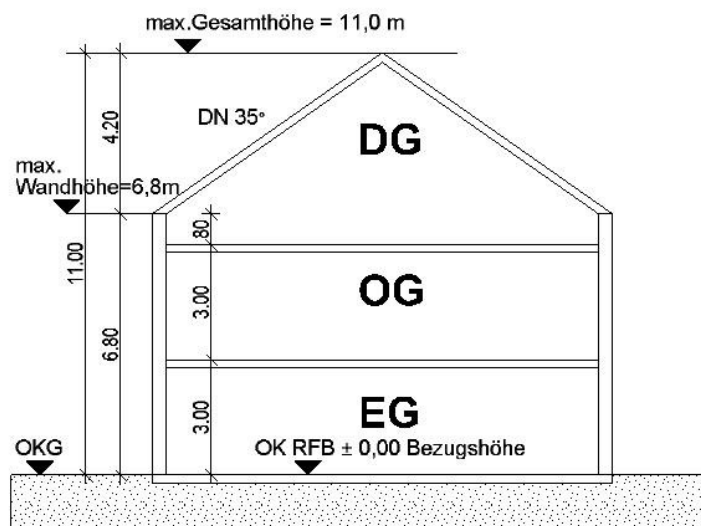 max.Gesamthöhe = 11,0 m
4.20
DN 35°
DG
max.
Wandhöhe=6,8m
.80
11.00
OG
3.00
6.80
EG
3.00
OKG
OK RFB ± 0,00 Bezugshöhe